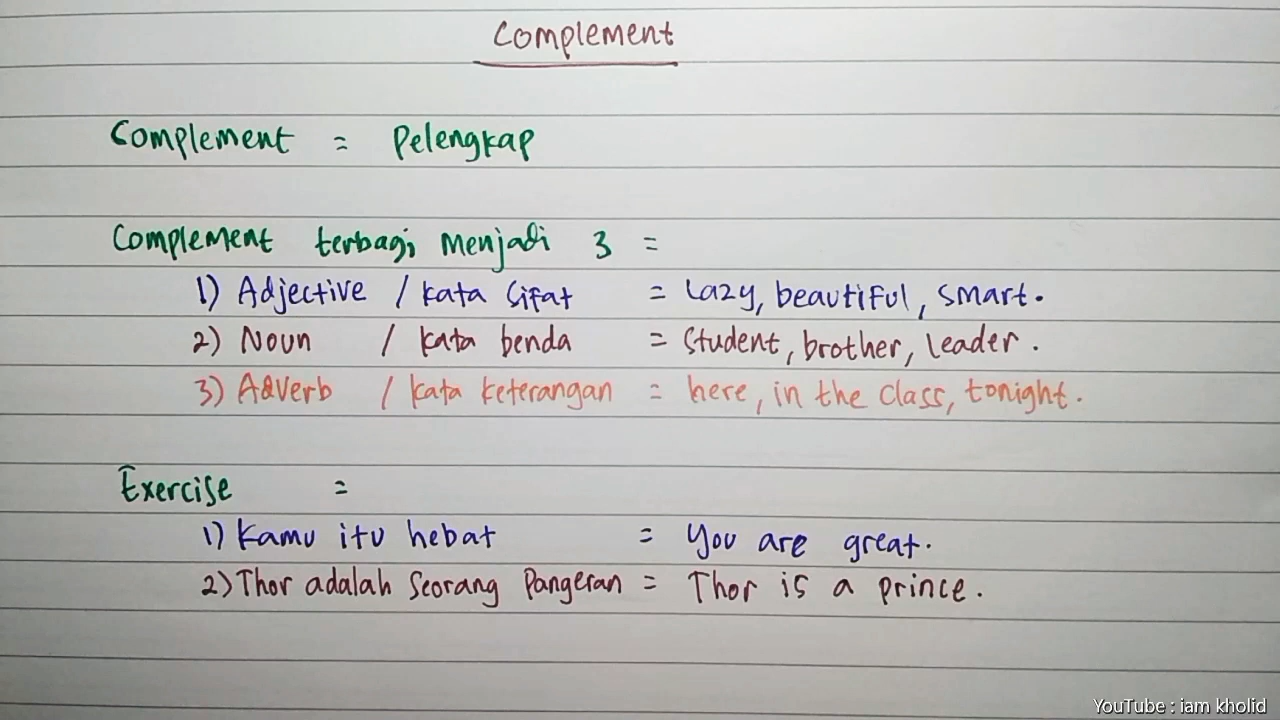 Complement
Complement = Pelengkap
Complement terbagi menjadi 3 =
1) Adjective / kata sifat = Lazy, beautiful, smart.
2) Noun / kata benda = Student, brother, leader.
3) Adverb / kata keterangan = here, in the class, tonight.
Exercise =
1) Kamu itu hebat = You are great.
2) Thor adalah seorang pangeran = Thor is a prince.
YouTube : iam kholid